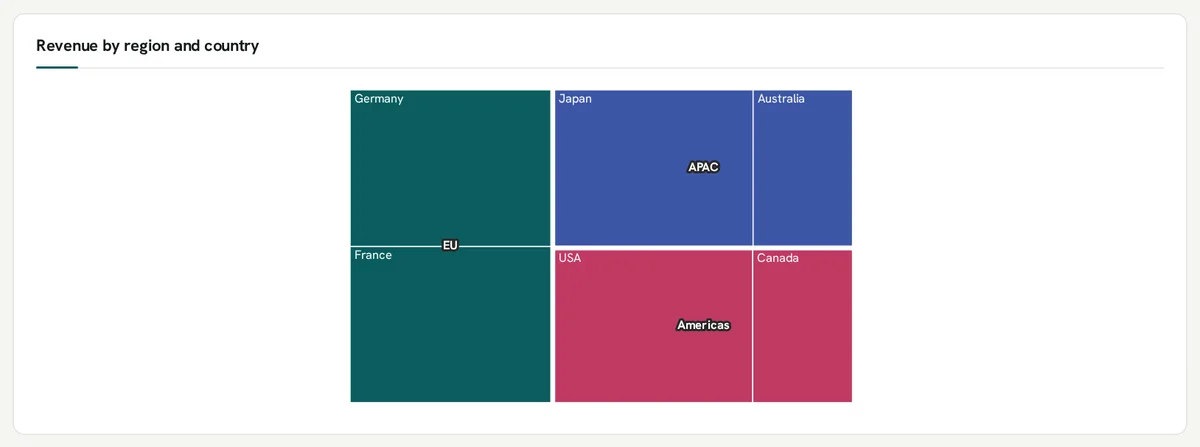 Revenue by region and country
Germany
Japan
Australia
APAC
EU
France
USA
Canada
Americas